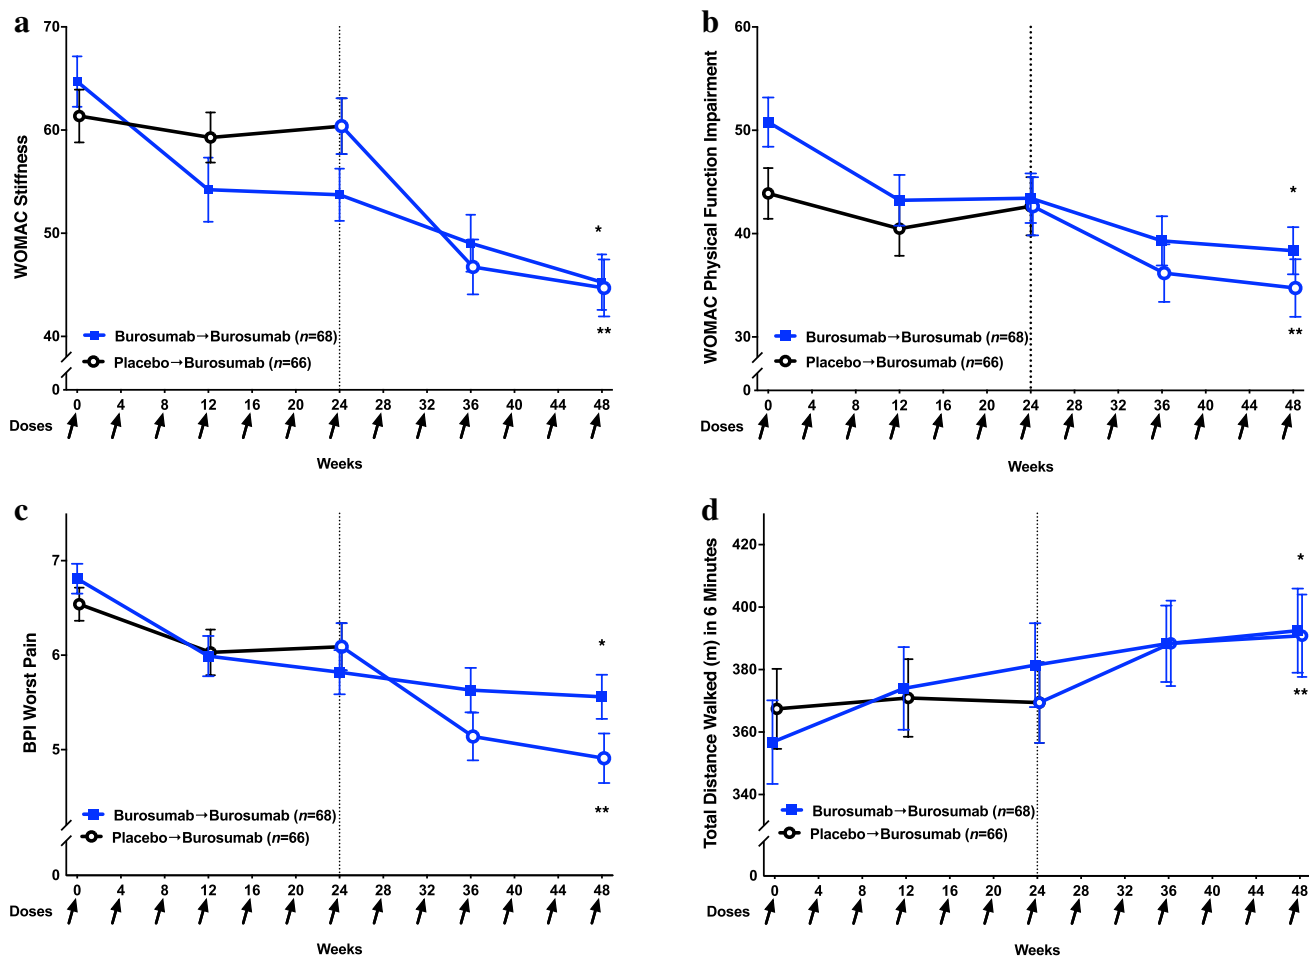 a
WOMAC Stiffness
70
60
50
40
0
*
**
Burosumab→Burosumab (n=68)
Placebo→Burosumab (n=66)
0 4 8 12 16 20 24 28 32 36 40 44 48
Doses
Weeks
b
WOMAC Physical Function Impairment
60
50
40
30
0
*
**
Burosumab→Burosumab (n=68)
Placebo→Burosumab (n=66)
0 4 8 12 16 20 24 28 32 36 40 44 48
Doses
Weeks
c
BPI Worst Pain
7
6
5
0
*
**
Burosumab→Burosumab (n=68)
Placebo→Burosumab (n=66)
0 4 8 12 16 20 24 28 32 36 40 44 48
Doses
Weeks
d
Total Distance Walked (m) in 6 Minutes
420
400
380
360
340
0
*
**
Burosumab→Burosumab (n=68)
Placebo→Burosumab (n=66)
0 4 8 12 16 20 24 28 32 36 40 44 48
Doses
Weeks